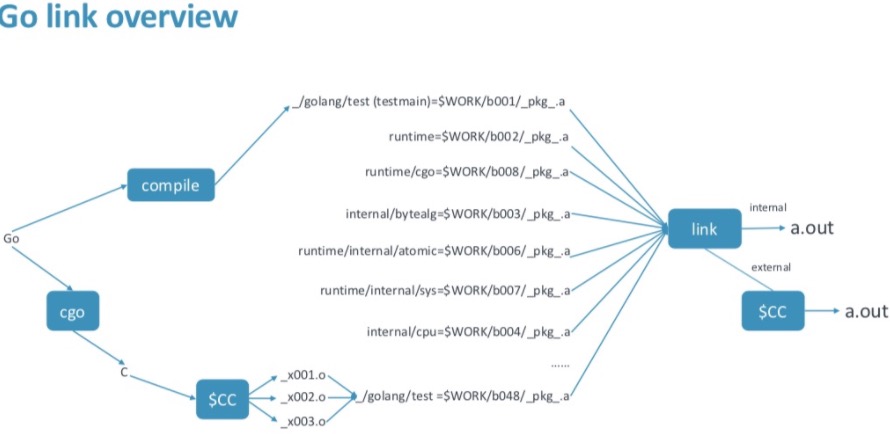 Go link overview
_/golang/test (testmain)=$WORK/b001/_pkg_.a
runtime=$WORK/b002/_pkg_.a
compile
runtime/cgo=$WORK/b008/_pkg_.a
internal
internal/bytealg=$WORK/b003/_pkg_.a
link
a.out
Go
runtime/internal/atomic=$WORK/b006/_pkg_.a
external
runtime/internal/sys=$WORK/b007/_pkg_.a
cgo
$CC
a.out
internal/cpu=$WORK/b004/_pkg_.a
......
C
_x001.o
$CC
_x002.o
_/golang/test =$WORK/b048/_pkg_.a
_x003.o